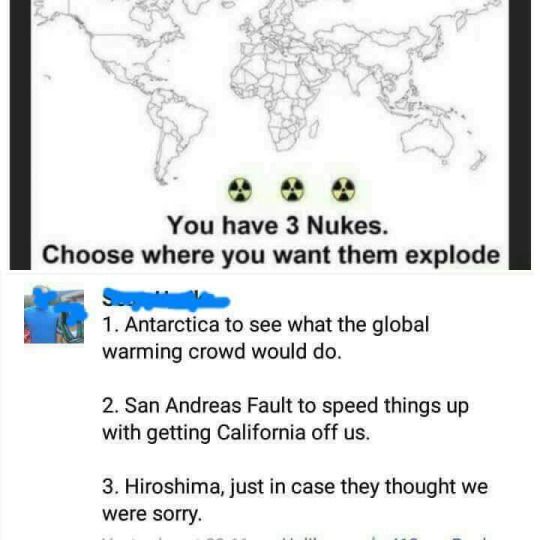 You have 3 Nukes.
Choose where you want them explode
1. Antarctica to see what the global
warming crowd would do.
2. San Andreas Fault to speed things up
with getting California off us.
3. Hiroshima, just in case they thought we
were sorry.